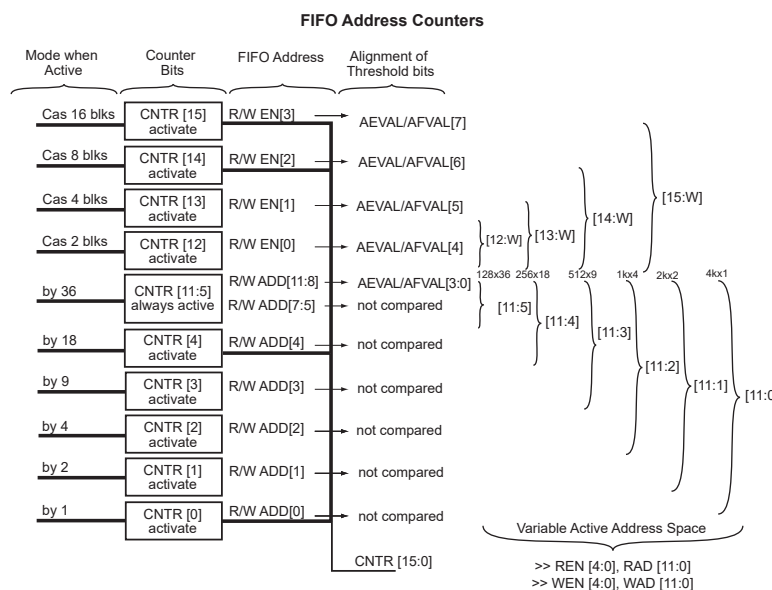 FIFO Address Counters
Mode when Active
Counter Bits
FIFO Address
Alignment of Threshold bits
Cas 16 blks
CNTR [15] activate
R/W EN[3]
AEVAL/AFVAL[7]
Cas 8 blks
CNTR [14] activate
R/W EN[2]
AEVAL/AFVAL[6]
Cas 4 blks
CNTR [13] activate
R/W EN[1]
AEVAL/AFVAL[5]
Cas 2 blks
CNTR [12] activate
R/W EN[0]
AEVAL/AFVAL[4]
[12:W]
[13:W]
[14:W]
[15:W]
by 36
CNTR [11:5] always active
R/W ADD[11:8]
AEVAL/AFVAL[3:0]
R/W ADD[7:5]
not compared
128x36
256x18
512x9
1kx4
2kx2
4kx1
[11:5]
[11:4]
[11:3]
[11:2]
[11:1]
[11:0
by 18
CNTR [4] activate
R/W ADD[4]
not compared
by 9
CNTR [3] activate
R/W ADD[3]
not compared
by 4
CNTR [2] activate
R/W ADD[2]
not compared
by 2
CNTR [1] activate
R/W ADD[1]
not compared
by 1
CNTR [0] activate
R/W ADD[0]
not compared
CNTR [15:0]
Variable Active Address Space
>> REN [4:0], RAD [11:0]
>> WEN [4:0], WAD [11:0]